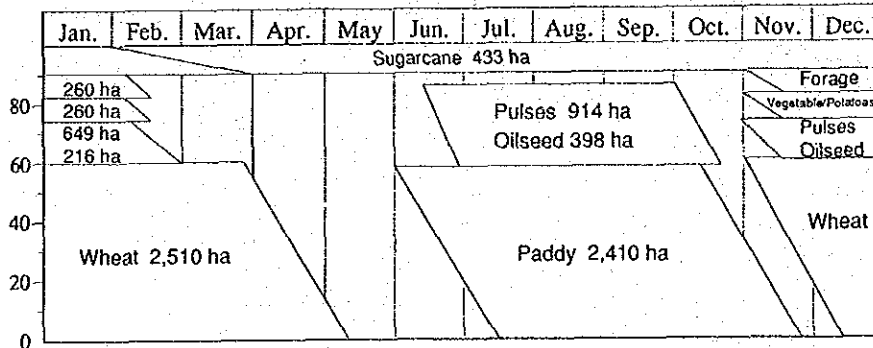 Jan. Feb. Mar. Apr. May Jun. Jul. Aug. Sep. Oct. Nov. Dec.
Sugarcane 433 ha
Forage
260 ha
80
Vegetable/Potatoas
260 ha
Pulses 914 ha
Pulses
649 ha
Oilseed 398 ha
Oilseed
216 ha
60
Wheat
40
Wheat 2,510 ha
Paddy 2,410 ha
20
0